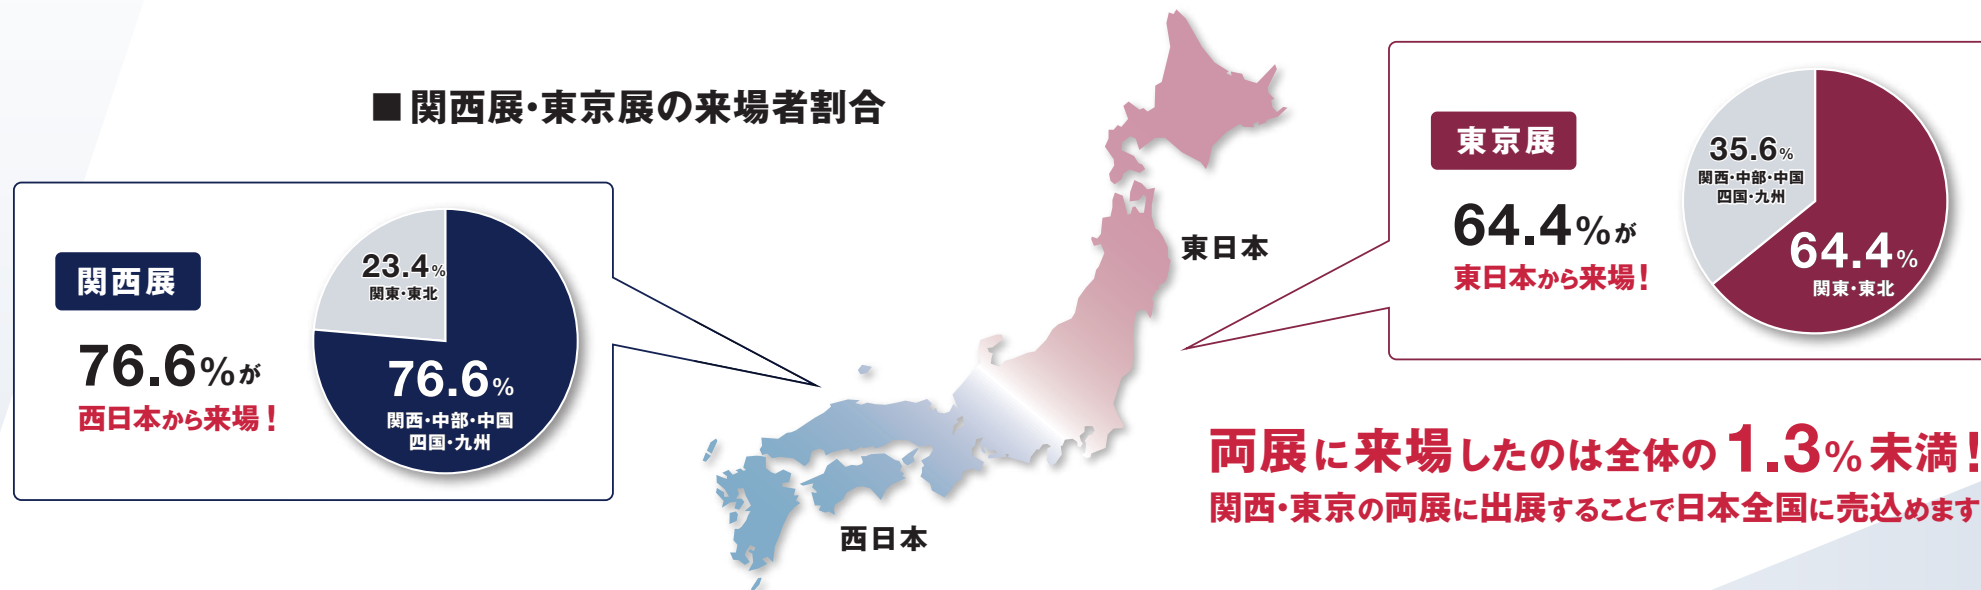 ■ 関西展・東京展の来場者割合
関西展
76.6%が
西日本から来場！
23.4%
関東・東北
76.6%
関西・中部・中国
四国・九州
東日本
西日本
東京展
64.4%が
東日本から来場！
35.6%
関西・中部・中国
四国・九州
64.4%
関東・東北
両展に来場したのは全体の1.3%未満！
関西・東京の両展に出展することで日本全国に売込めます